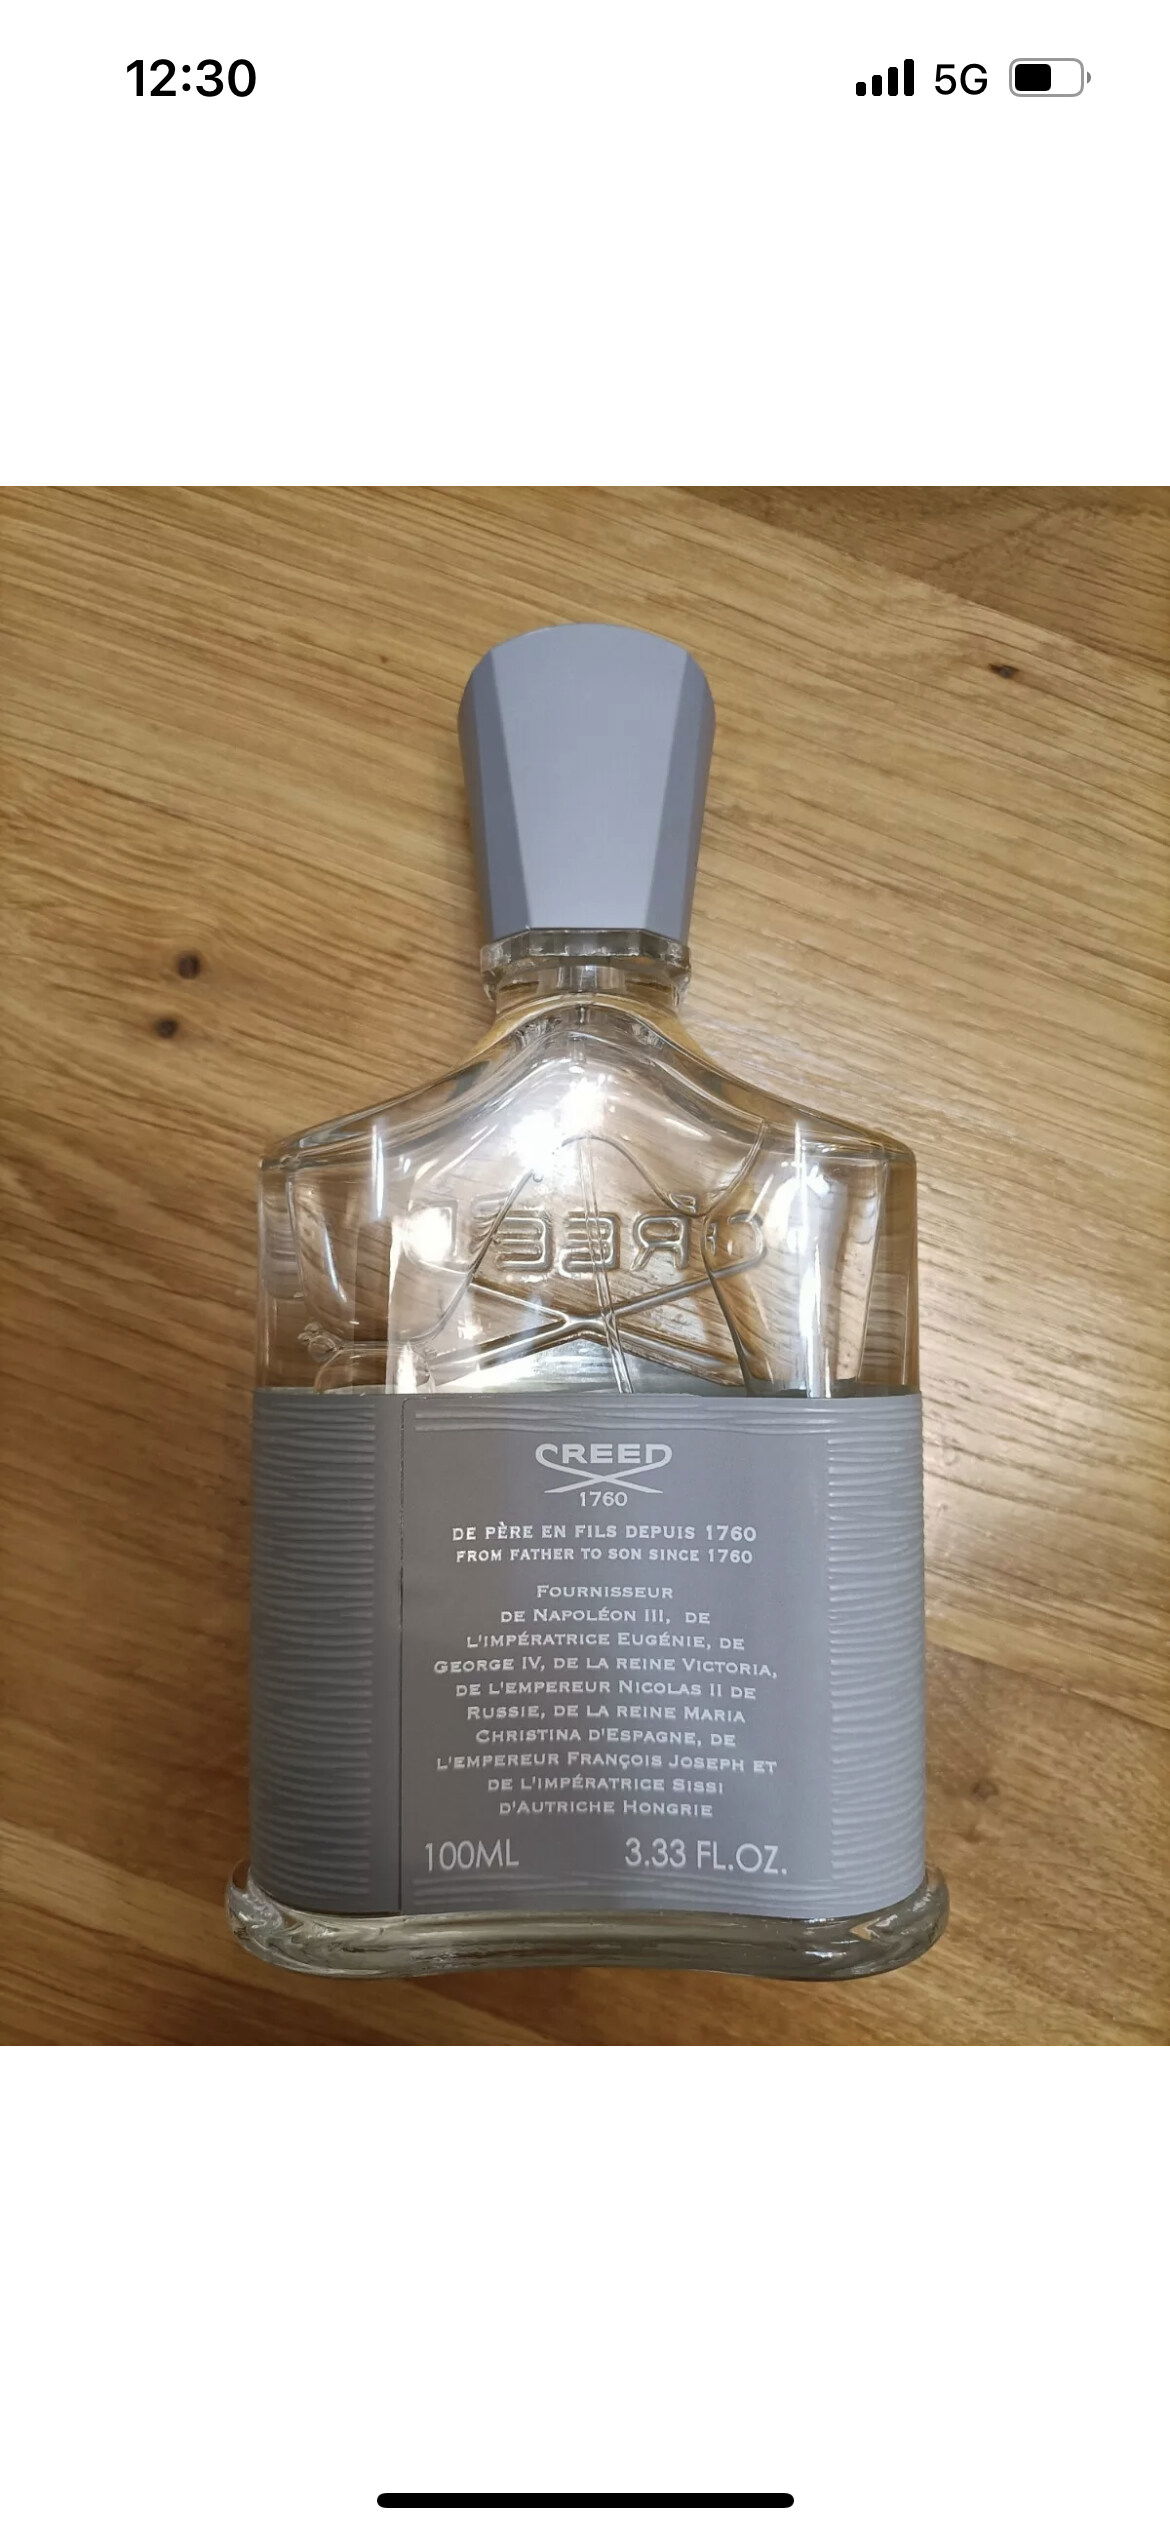 12:30 5G
CREED
CREED
1760
DE PÈRE EN FILS DEPUIS 1760
FROM FATHER TO SON SINCE 1760
FOURNISSEUR
DE NAPOLÉON III, DE
L'IMPÉRATRICE EUGÉNIE, DE
GEORGE IV, DE LA REINE VICTORIA,
DE L'EMPEREUR NICOLAS II DE
RUSSIE, DE LA REINE MARIA
CHRISTINA D'ESPAGNE, DE
L'EMPEREUR FRANÇOIS JOSEPH ET
DE L'IMPÉRATRICE SISSI
D'AUTRICHE HONGRIE
100ML 3.33 FL.OZ.